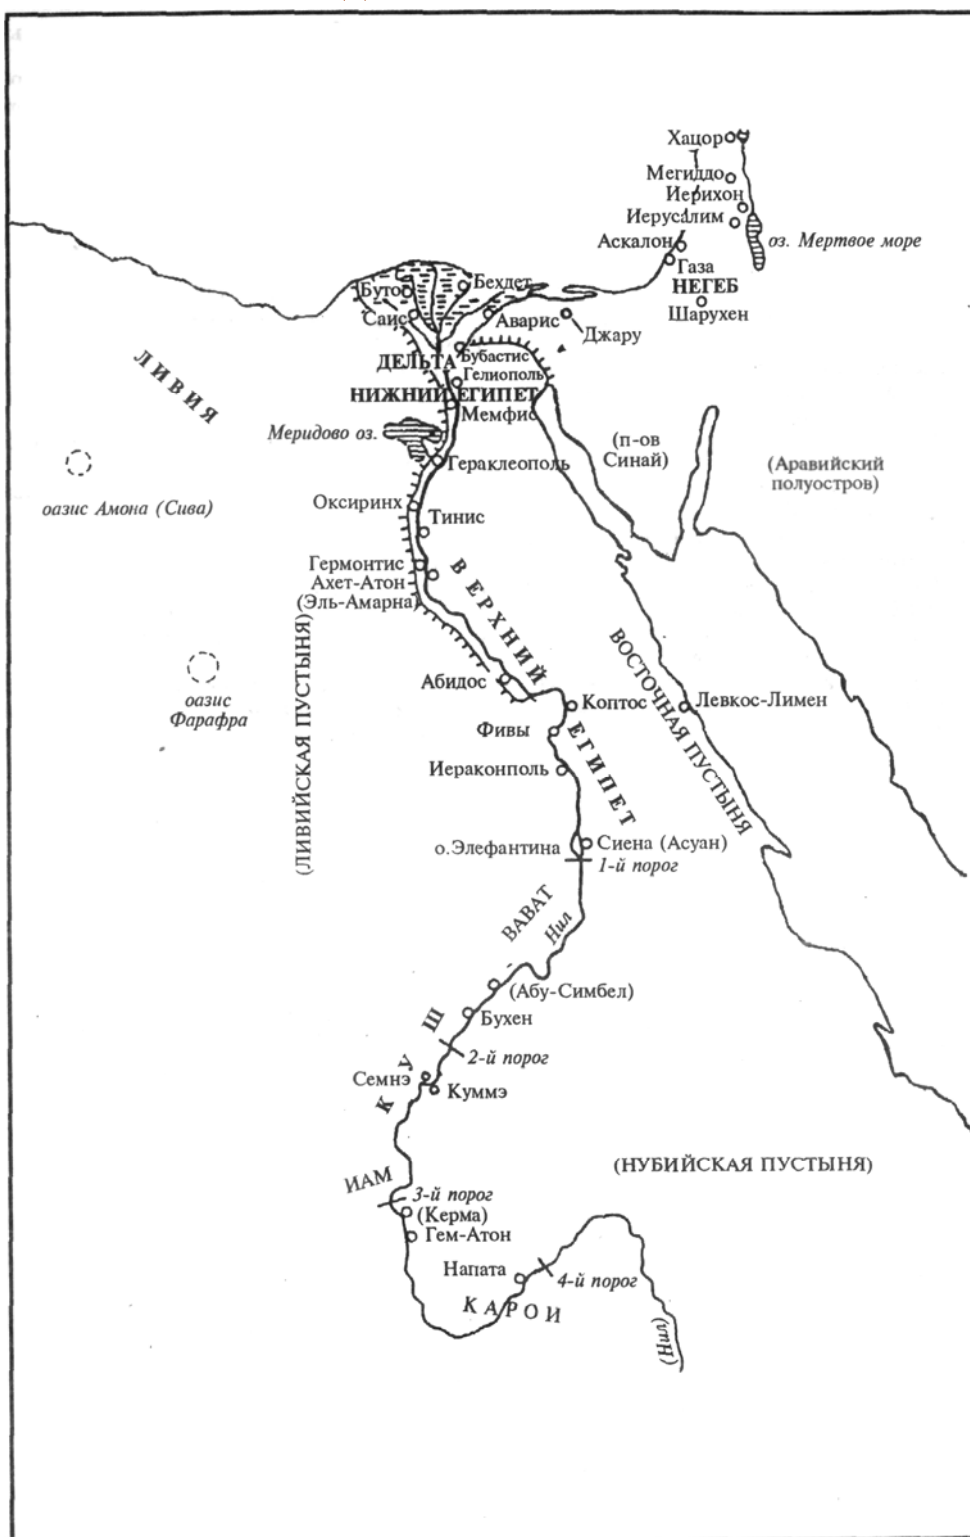 Хацор
Мегиддо
Иерихон
Иерусалим
оз. Мертвое море
Аскалон
Газа
НЕГЕБ
Шарухен
Бехдет
Буто
Саис
Аварис
Джару
ДЕЛЬТА
Бубастис
Гелиополь
НИЖНИЙ ЕГИПЕТ
Мемфис
ЛИВИЯ
Меридово оз.
Гераклеополь
(п-ов
Синай)
(Аравийский
полуостров)
оазис Амона (Сива)
Оксиринх
Тинис
Гермонтис
Ахет-Атон
(Эль-Амарна)
ВЕРХНИЙ
ЕГИПЕТ
(ЛИВИЙСКАЯ ПУСТЫНЯ)
ВОСТОЧНАЯ ПУСТЫНЯ
оазис
Фарафра
Абидос
Коптос
Левкос-Лимен
Фивы
Иераконполь
о.Элефантина
Сиена (Асуан)
1-й порог
ВАВАТ
Нил
(Абу-Симбел)
Бухен
КУШ
2-й порог
Семнэ
Куммэ
(НУБИЙСКАЯ ПУСТЫНЯ)
ИАМ
3-й порог
(Керма)
Гем-Атон
Напата
4-й порог
КАРОИ
(Нил)